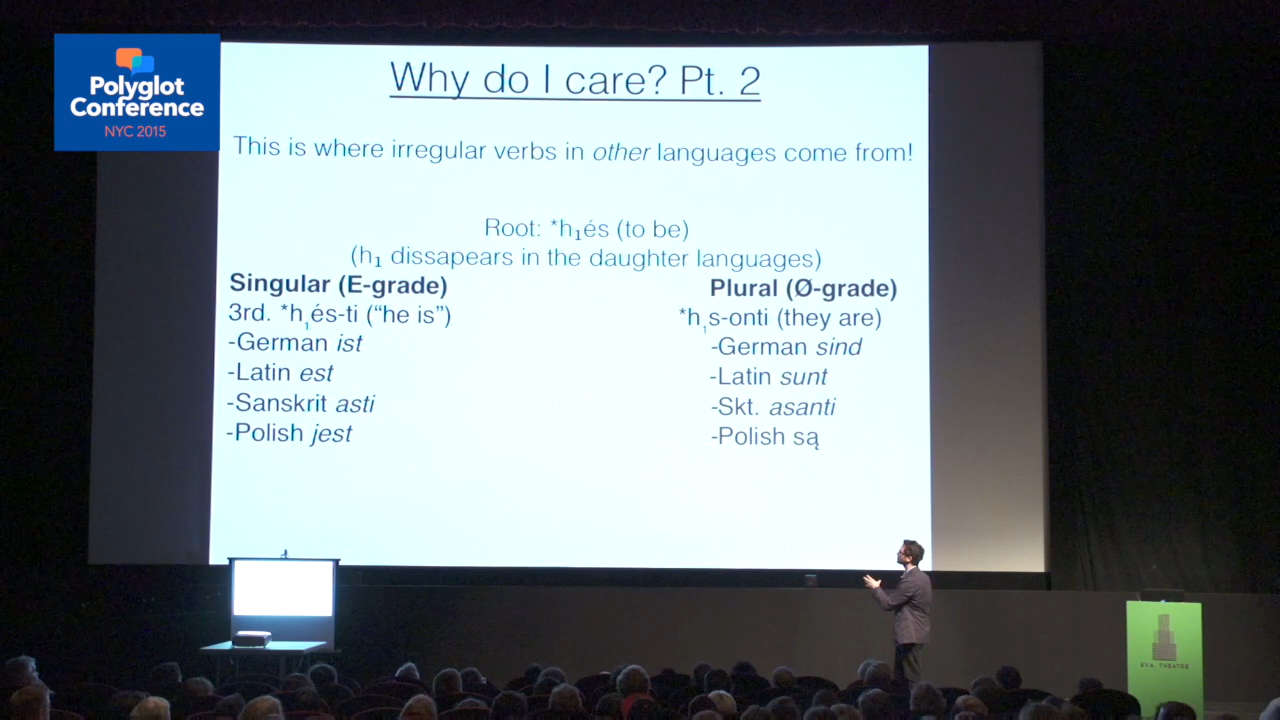 Polyglot
Conference
NYC 2015
Why do I care? Pt. 2
This is where irregular verbs in other languages come from!
Root: *h₁és (to be)
(h₁ dissapears in the daughter languages)
Singular (E-grade)
3rd. *h₁és-ti (“he is”)
-German ist
-Latin est
-Sanskrit asti
-Polish jest
Plural (Ø-grade)
*h₁s-onti (they are)
-German sind
-Latin sunt
-Skt. asanti
-Polish są
SVA THEATRE